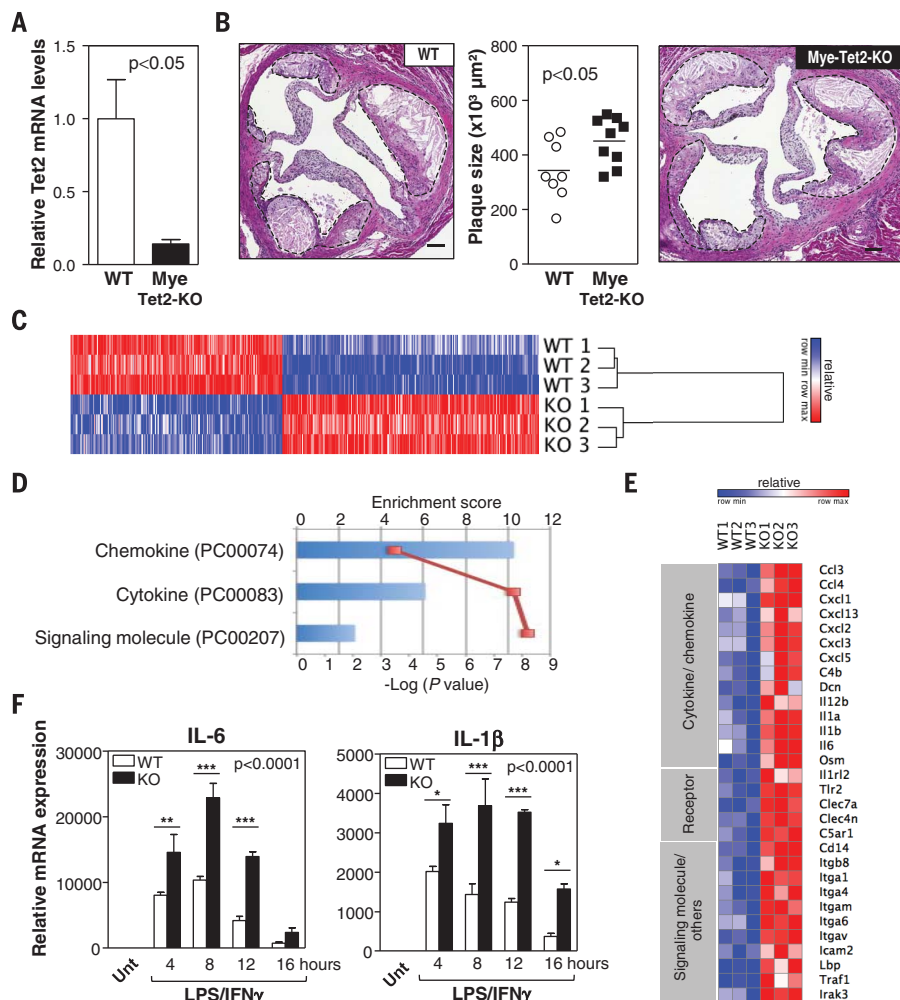 A
Relative Tet2 mRNA levels
1.5
1.0
0.5
0.0
p<0.05
WT
Mye
Tet2-KO
B
WT
Plaque size (x10³ µm²)
800
600
400
200
0
p<0.05
WT
Mye
Tet2-KO
Mye-Tet2-KO
C
WT 1
WT 2
WT 3
KO 1
KO 2
KO 3
relative
row min row max
D
Enrichment score
0 2 4 6 8 10 12
Chemokine (PC00074)
Cytokine (PC00083)
Signaling molecule (PC00207)
0 1 2 3 4 5 6 7 8 9
-Log (P value)
E
relative
row min row max
WT1 WT2 WT3 KO1 KO2 KO3
Cytokine/ chemokine
Ccl3
Ccl4
Cxcl1
Cxcl13
Cxcl2
Cxcl3
Cxcl5
C4b
Dcn
Il12b
Il1a
Il1b
Il6
Osm
Receptor
Il1rl2
Tlr2
Clec7a
Clec4n
C5ar1
Signaling molecule/
others
Cd14
Itgb8
Itga1
Itga4
Itgam
Itga6
Itgav
Icam2
Lbp
Traf1
Irak3
F
Relative mRNA expression
IL-6
30000
20000
10000
0
WT
KO
p<0.0001
** *** ***
Unt 4 8 12 16 hours
LPS/IFNγ
IL-1β
5000
4000
3000
2000
1000
0
WT
KO
p<0.0001
* *** *** *
Unt 4 8 12 16 hours
LPS/IFNγ